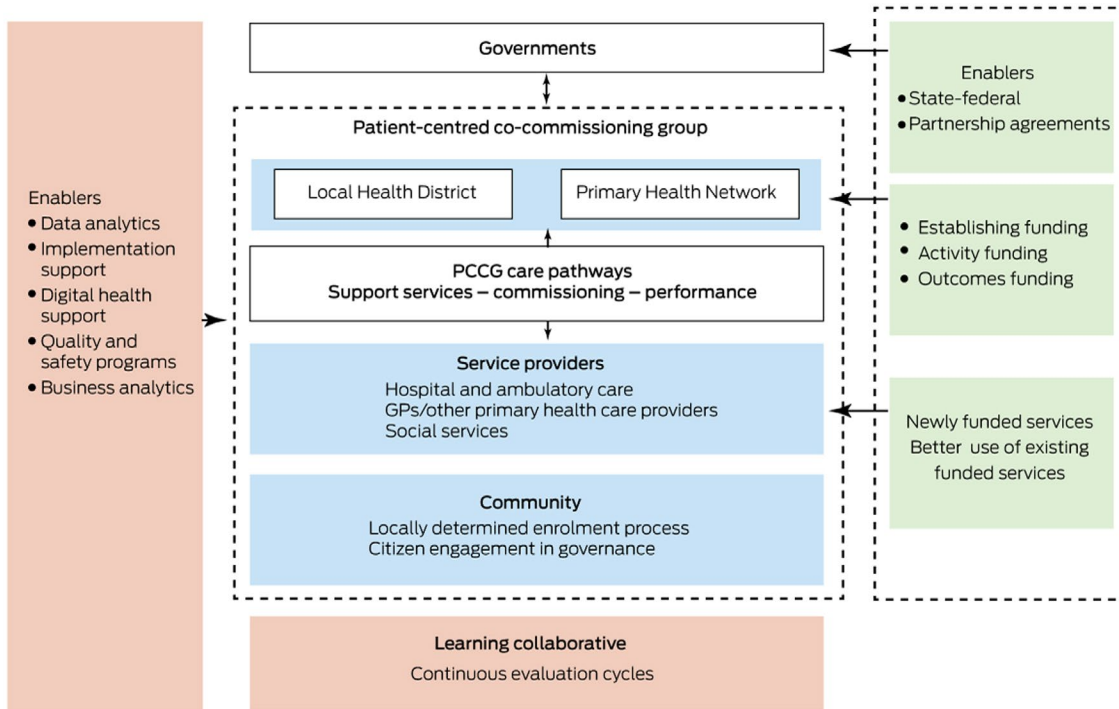 Enablers
• Data analytics
• Implementation
support
• Digital health
support
• Quality and
safety programs
• Business analytics
Governments
Patient-centred co-commissioning group
Local Health District
Primary Health Network
PCCG care pathways
Support services – commissioning – performance
Service providers
Hospital and ambulatory care
GPs/other primary health care providers
Social services
Community
Locally determined enrolment process
Citizen engagement in governance
Learning collaborative
Continuous evaluation cycles
Enablers
• State-federal
• Partnership agreements
• Establishing funding
• Activity funding
• Outcomes funding
Newly funded services
Better use of existing
funded services